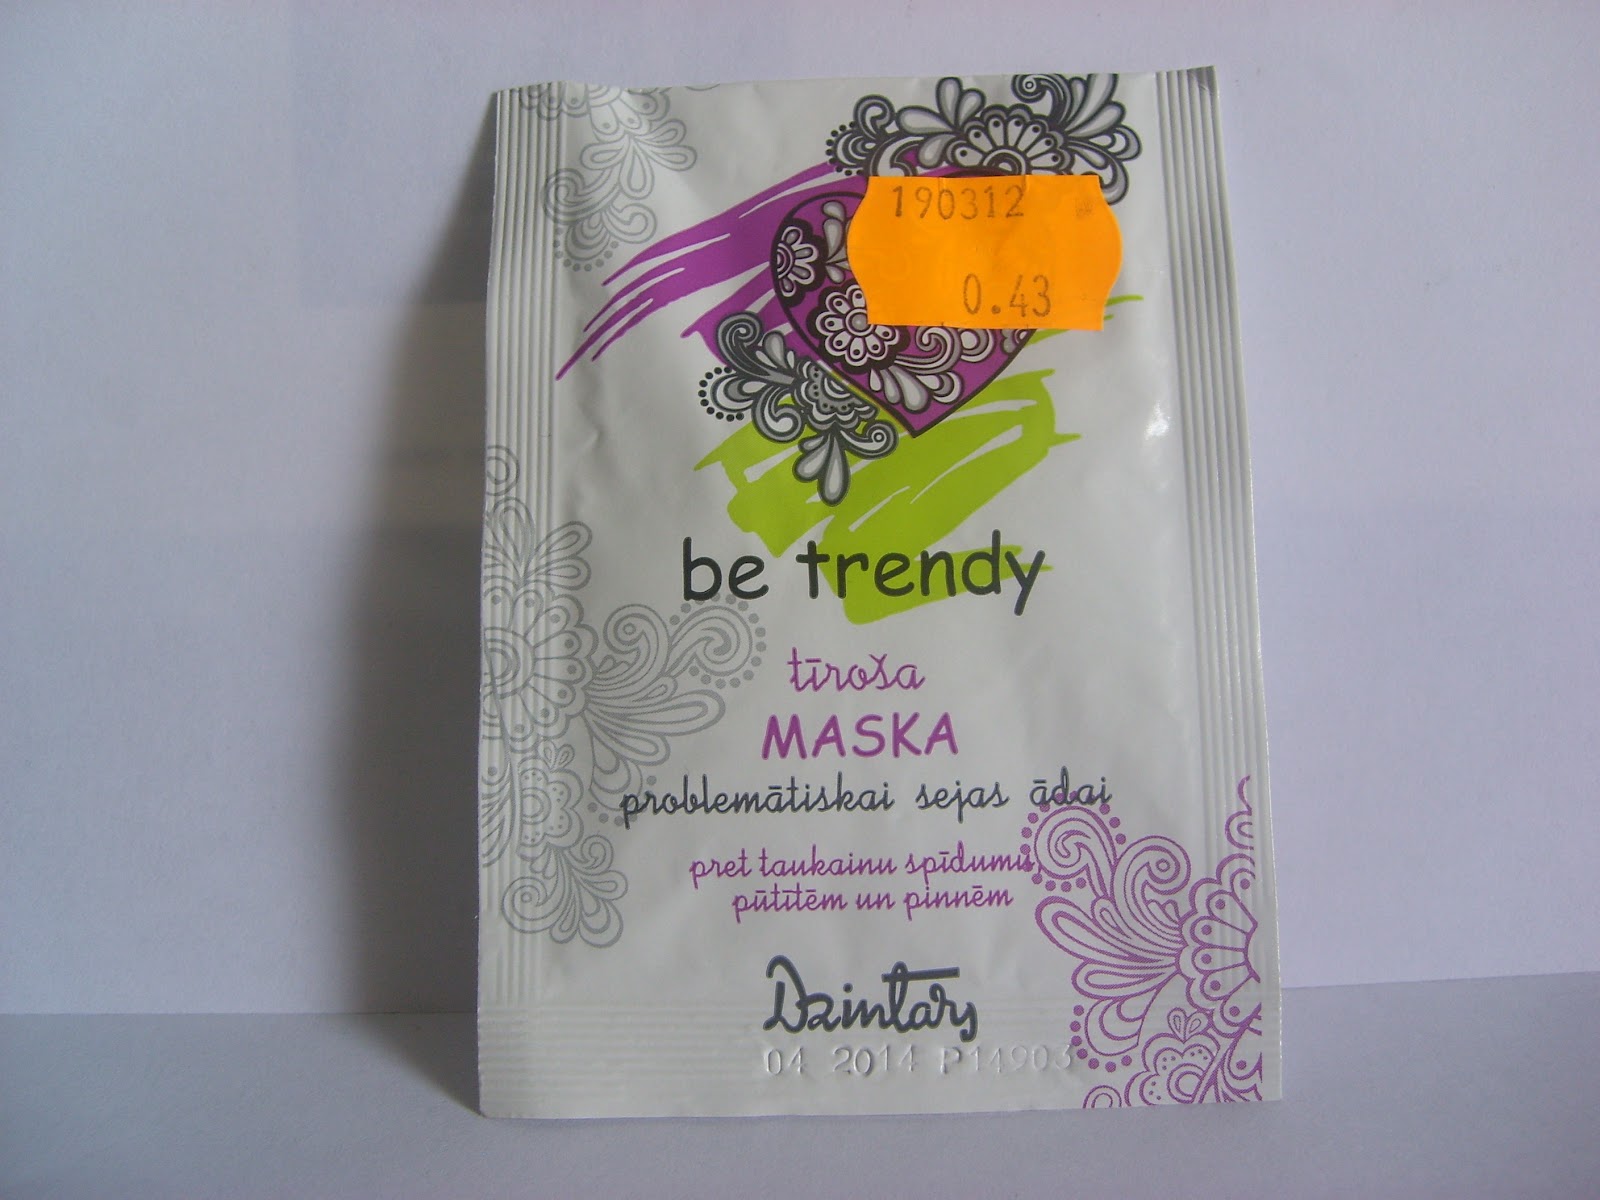 190312
0.43
be trendy
tīroša
MASKA
problemātiskai sejas ādai
pret taukainu spīdumu,
pūtītēm un pinnēm
Dzintars
04 2014 P14903